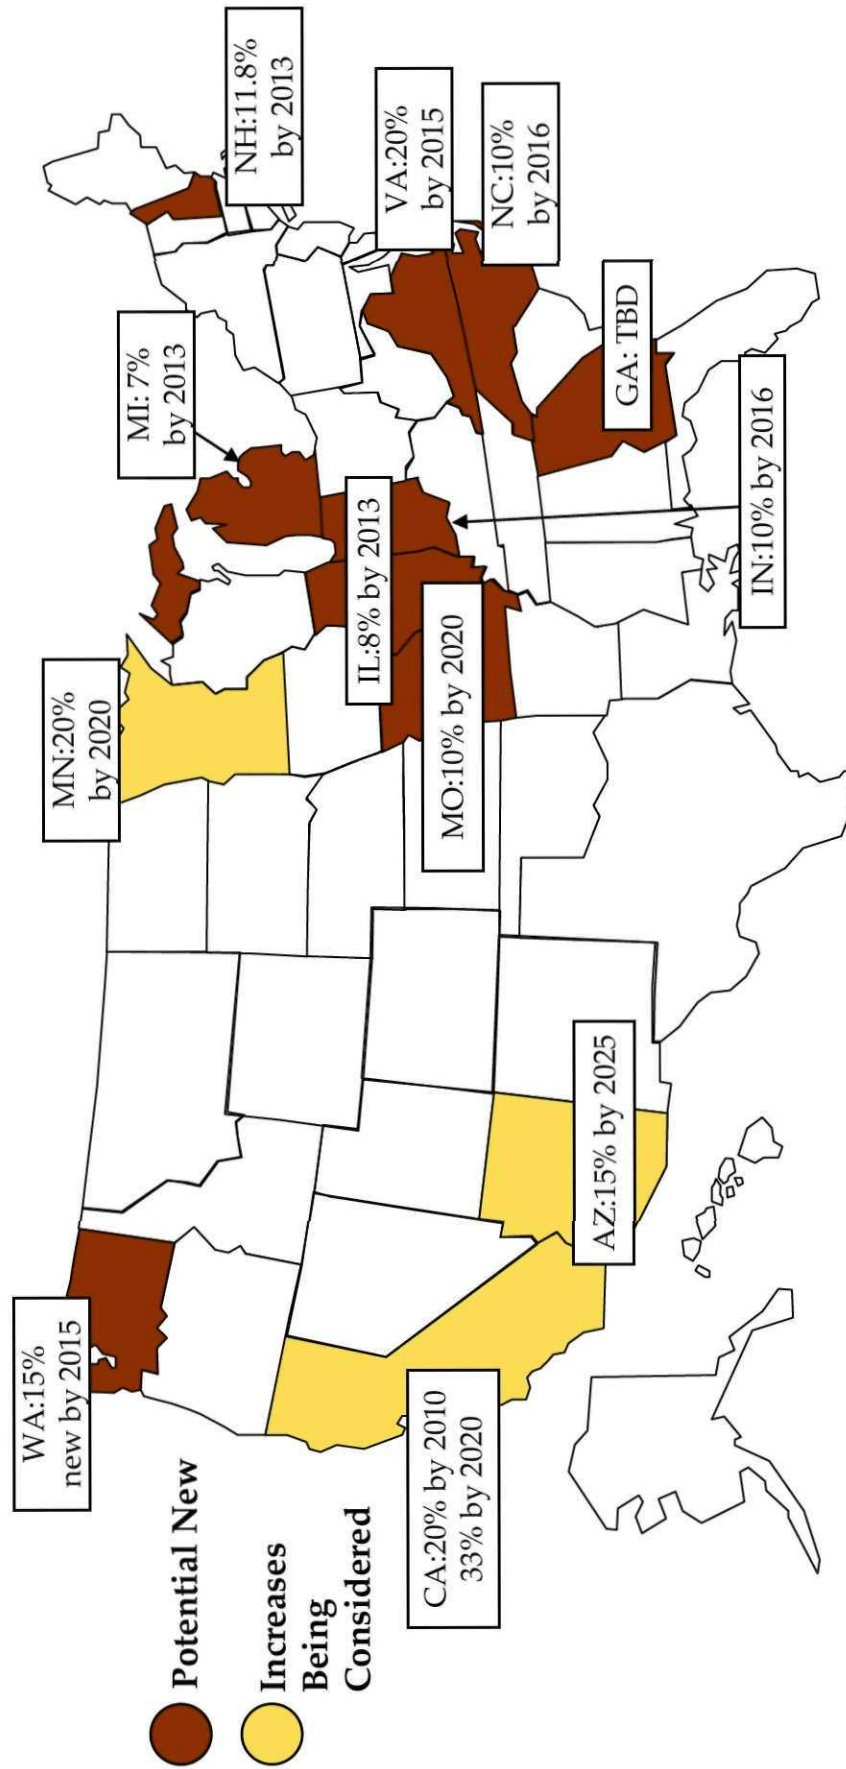 WA:15%
new by 2015
MN:20%
by 2020
MI: 7%
by 2013
NH:11.8%
by 2013
Potential New
Increases
Being
Considered
IL:8% by 2013
VA:20%
by 2015
CA:20% by 2010
33% by 2020
MO:10% by 2020
NC:10%
by 2016
AZ:15% by 2025
GA: TBD
IN:10% by 2016